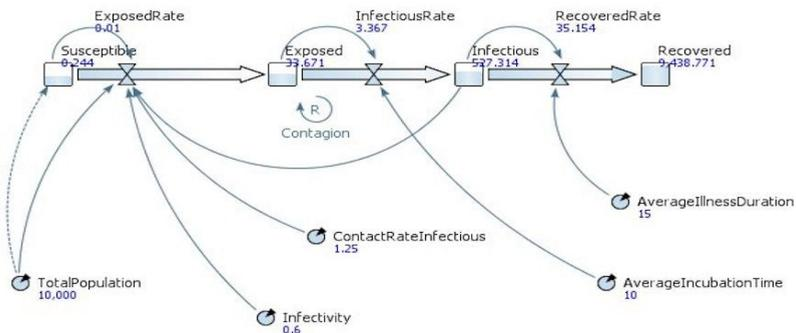 ExposedRate
0.01
InfectiousRate
3.367
RecoveredRate
35.154
Susceptible
0.244
Exposed
33.671
Infectious
527.314
Recovered
9,438.771
R
Contagion
AverageIllnessDuration
15
ContactRateInfectious
1.25
TotalPopulation
10,000
AverageIncubationTime
10
Infectivity
0.6